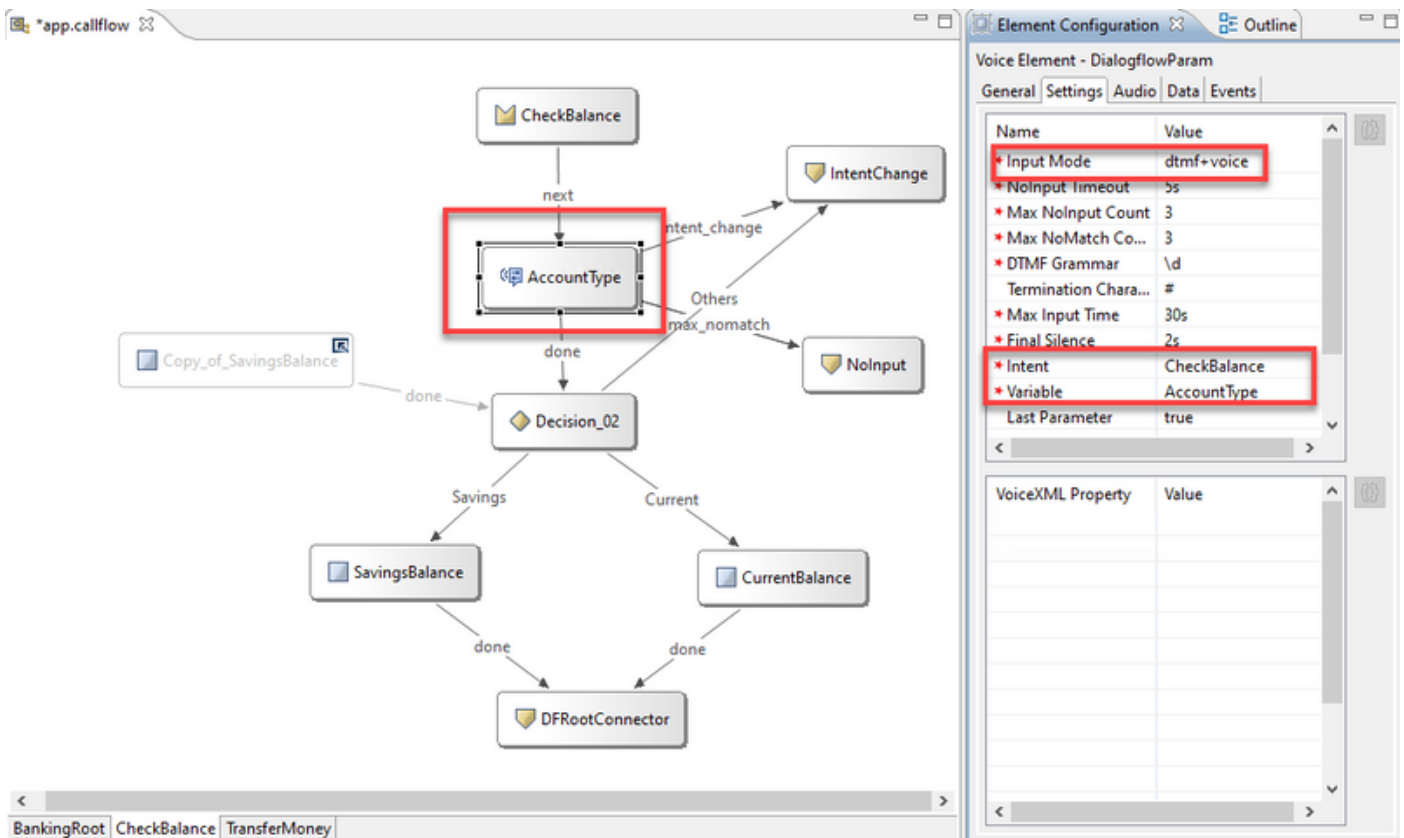 *app.callflow
CheckBalance
next
IntentChange
ntent_change
AccountType
Others
max_nomatch
Copy_of_SavingsBalance
done
done
NoInput
Decision_02
Savings
Current
SavingsBalance
CurrentBalance
done
done
DFRootConnector
BankingRoot CheckBalance TransferMoney
Element Configuration Outline
Voice Element - DialogflowParam
General Settings Audio Data Events
Name Value
* Input Mode dtmf+voice
* NoInput Timeout 5s
* Max NoInput Count 3
* Max NoMatch Co... 3
* DTMF Grammar \d
Termination Chara... #
* Max Input Time 30s
* Final Silence 2s
* Intent CheckBalance
* Variable AccountType
Last Parameter true
VoiceXML Property Value